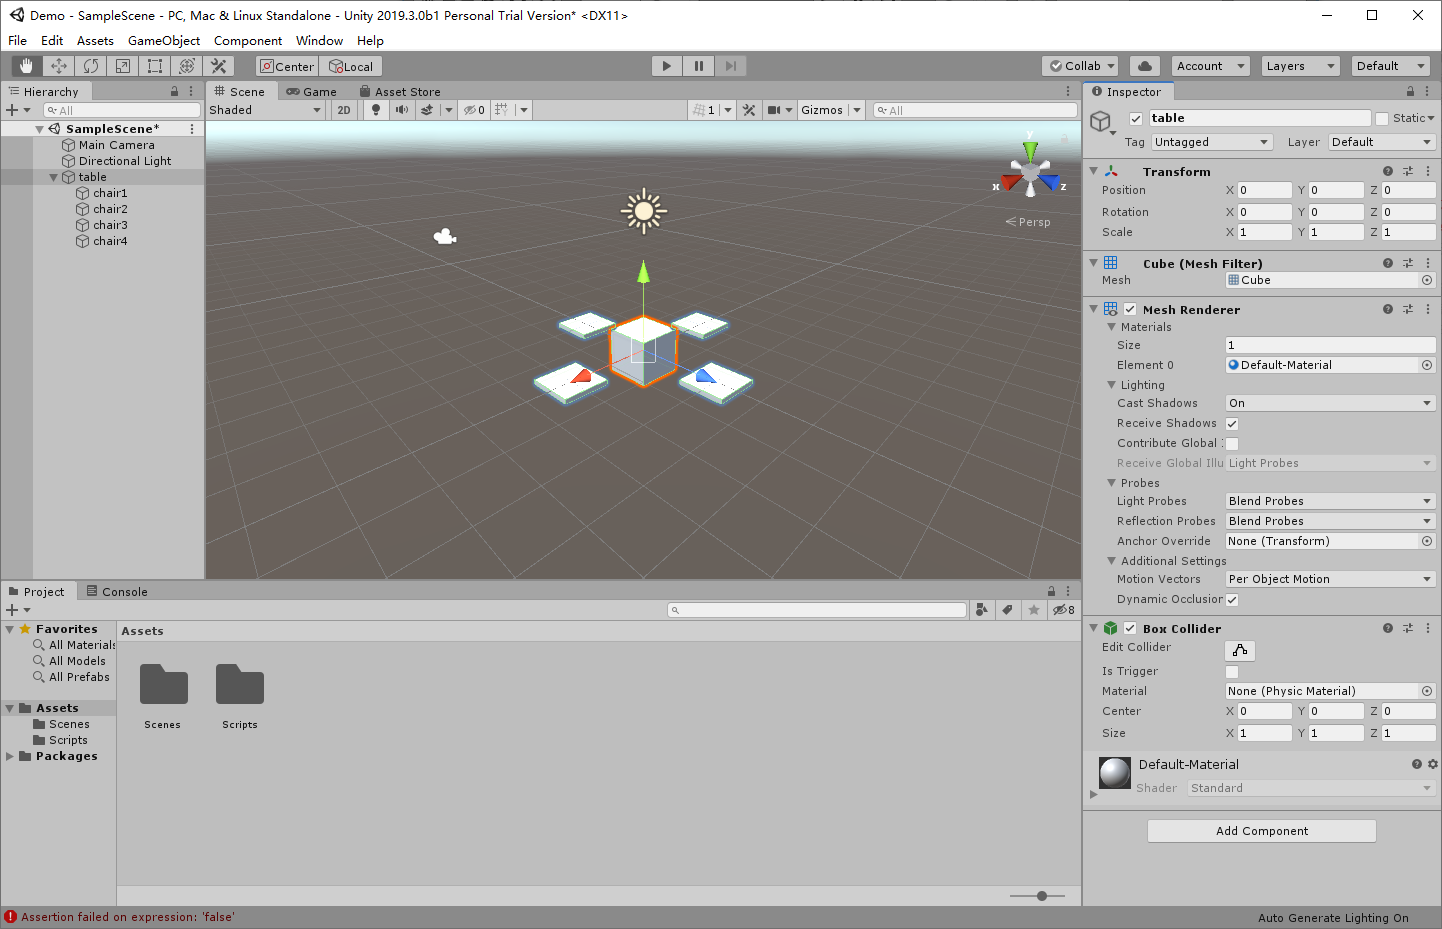 Demo - SampleScene - PC, Mac & Linux Standalone - Unity 2019.3.0b1 Personal Trial Version* <DX11>
File Edit Assets GameObject Component Window Help
Center Local Collab Account Layers Default
Hierarchy
All
SampleScene*
Main Camera
Directional Light
table
chair1
chair2
chair3
chair4
Scene Game Asset Store
Shaded 2D 0 1 Gizmos All
y
x z
Persp
Inspector
table Static
Tag Untagged Layer Default
Transform
Position X 0 Y 0 Z 0
Rotation X 0 Y 0 Z 0
Scale X 1 Y 1 Z 1
Cube (Mesh Filter)
Mesh Cube
Mesh Renderer
Materials
Size 1
Element 0 Default-Material
Lighting
Cast Shadows On
Receive Shadows
Contribute Global
Receive Global Illu Light Probes
Probes
Light Probes Blend Probes
Reflection Probes Blend Probes
Anchor Override None (Transform)
Additional Settings
Motion Vectors Per Object Motion
Dynamic Occlusion
Box Collider
Edit Collider
Is Trigger
Material None (Physic Material)
Center X 0 Y 0 Z 0
Size X 1 Y 1 Z 1
Default-Material
Shader Standard
Add Component
Project Console
8
Favorites
All Materials
All Models
All Prefabs
Assets
Scenes
Scripts
Packages
Assets
Scenes Scripts
Assertion failed on expression: 'false'
Auto Generate Lighting On